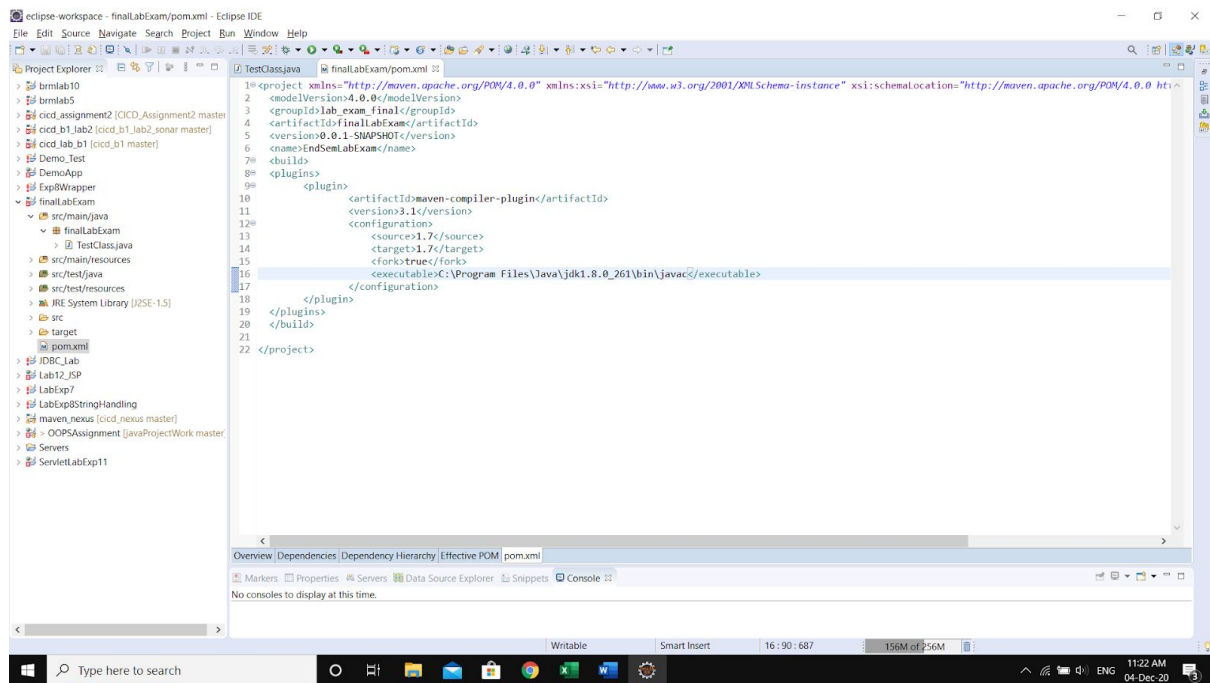 eclipse-workspace - finalLabExam/pom.xml - Eclipse IDE
File Edit Source Navigate Search Project Run Window Help
Project Explorer
TestClass.java
finalLabExam/pom.xml
brmlab10
brmlab5
cicd_assignment2 [CICD_Assignment2 master
cicd_b1_lab2 [cicd_b1_lab2_sonar master]
cicd_lab_b1 [cicd_b1 master]
Demo_Test
DemoApp
Exp8Wrapper
finalLabExam
src/main/java
finalLabExam
TestClass.java
src/main/resources
src/test/java
src/test/resources
JRE System Library [J2SE-1.5]
src
target
pom.xml
JDBC_Lab
Lab12_JSP
LabExp7
LabExp8StringHandling
maven_nexus [cicd_nexus master]
> OOPSAssignment [javaProjectWork master]
Servers
ServletLabExp11
1 <project xmlns="http://maven.apache.org/POM/4.0.0" xmlns:xsi="http://www.w3.org/2001/XMLSchema-instance" xsi:schemaLocation="http://maven.apache.org/POM/4.0.0 htt
2 <modelVersion>4.0.0</modelVersion>
3 <groupId>lab_exam_final</groupId>
4 <artifactId>finalLabExam</artifactId>
5 <version>0.0.1-SNAPSHOT</version>
6 <name>EndSemLabExam</name>
7 <build>
8 <plugins>
9 <plugin>
10 <artifactId>maven-compiler-plugin</artifactId>
11 <version>3.1</version>
12 <configuration>
13 <source>1.7</source>
14 <target>1.7</target>
15 <fork>true</fork>
16 <executable>C:\Program Files\Java\jdk1.8.0_261\bin\javac</executable>
17 </configuration>
18 </plugin>
19 </plugins>
20 </build>
21
22 </project>
Overview Dependencies Dependency Hierarchy Effective POM pom.xml
Markers Properties Servers Data Source Explorer Snippets Console
No consoles to display at this time.
Writable Smart Insert 16 : 90 : 687 156M of 256M
Type here to search
ENG
11:22 AM
04-Dec-20
3